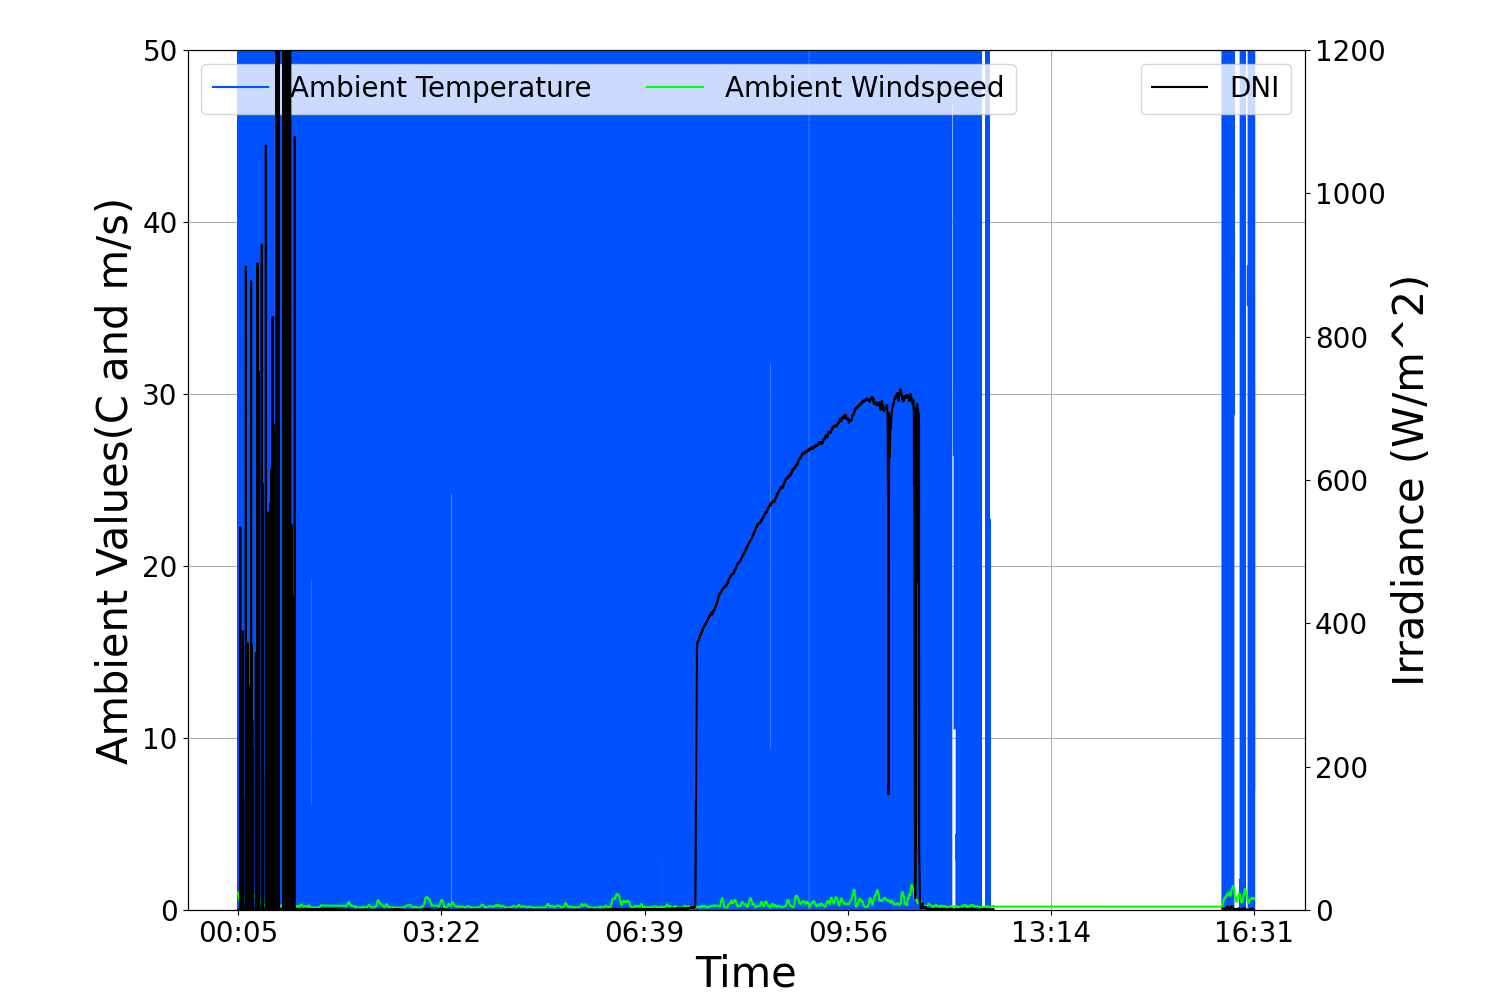 Ambient Temperature Ambient Windspeed DNI
50
40
30
20
10
0
Ambient Values(C and m/s)
1200
1000
800
600
400
200
0
Irradiance (W/m^2)
00:05 03:22 06:39 09:56 13:14 16:31
Time